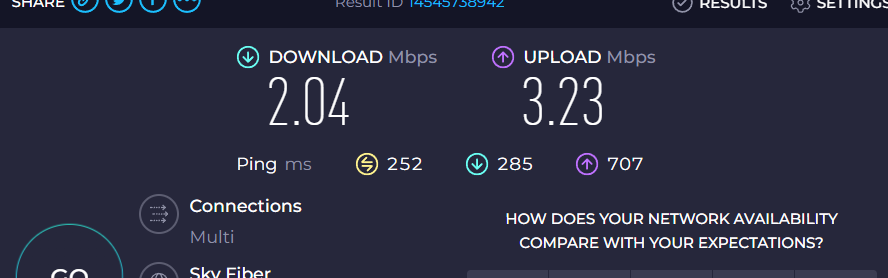 SHARE Result ID 14545738942 RESULTS SETTINGS
DOWNLOAD Mbps UPLOAD Mbps
2.04 3.23
Ping ms 252 285 707
Connections
Multi
HOW DOES YOUR NETWORK AVAILABILITY
COMPARE WITH YOUR EXPECTATIONS?
GO
Sky Fiber